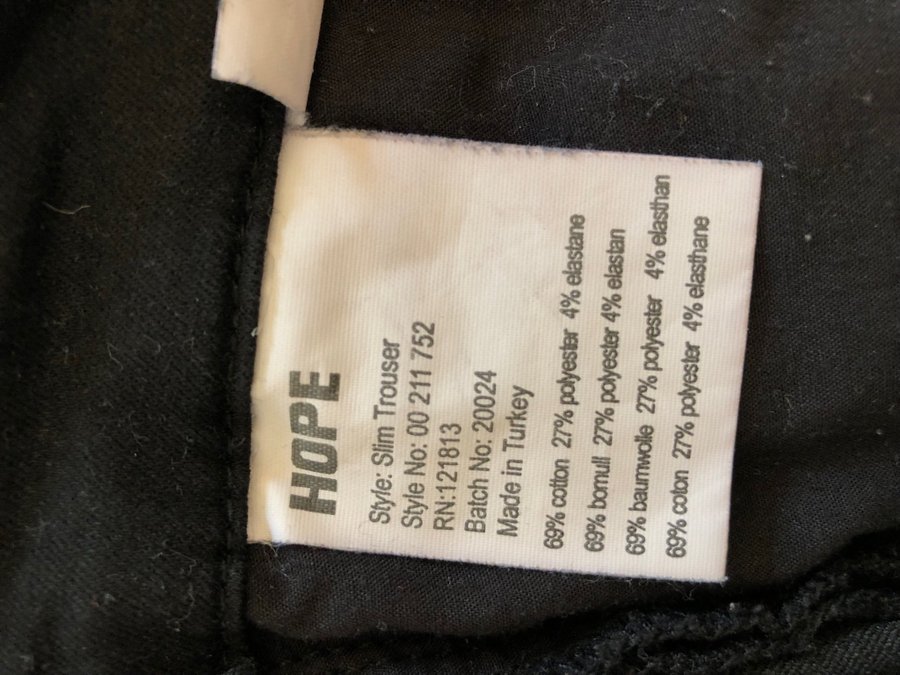 HOPE
Style: Slim Trouser
Style No: 00 211 752
RN:121813
Batch No: 20024
Made in Turkey
69% cotton 27% polyester 4% elastane
69% bomull 27% polyester 4% elastan
69% baumwolle 27% polyester 4% elasthan
69% coton 27% polyester 4% elasthane